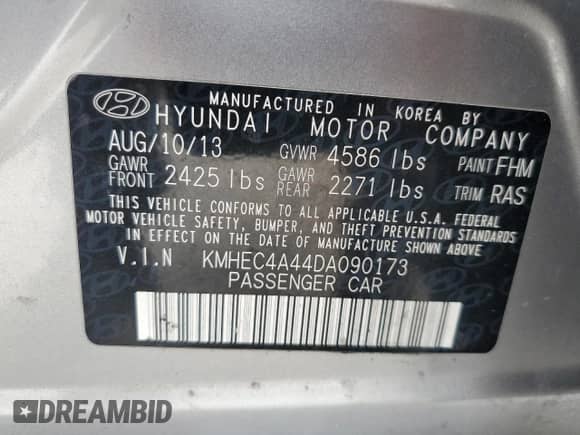 MANUFACTURED IN KOREA BY
HYUNDAI MOTOR COMPANY
AUG/10/13 GVWR 4586 lbs PAINT FHM
GAWR FRONT 2425 lbs GAWR REAR 2271 lbs TRIM RAS
THIS VEHICLE CONFORMS TO ALL APPLICABLE U.S.A. FEDERAL
MOTOR VEHICLE SAFETY, BUMPER, AND THEFT PREVENTION STANDARDS
IN EFFECT ON THE DATE OF MANUFACTURE SHOWN ABOVE
V.I.N KMHEC4A44DA090173
PASSENGER CAR
DREAMBID